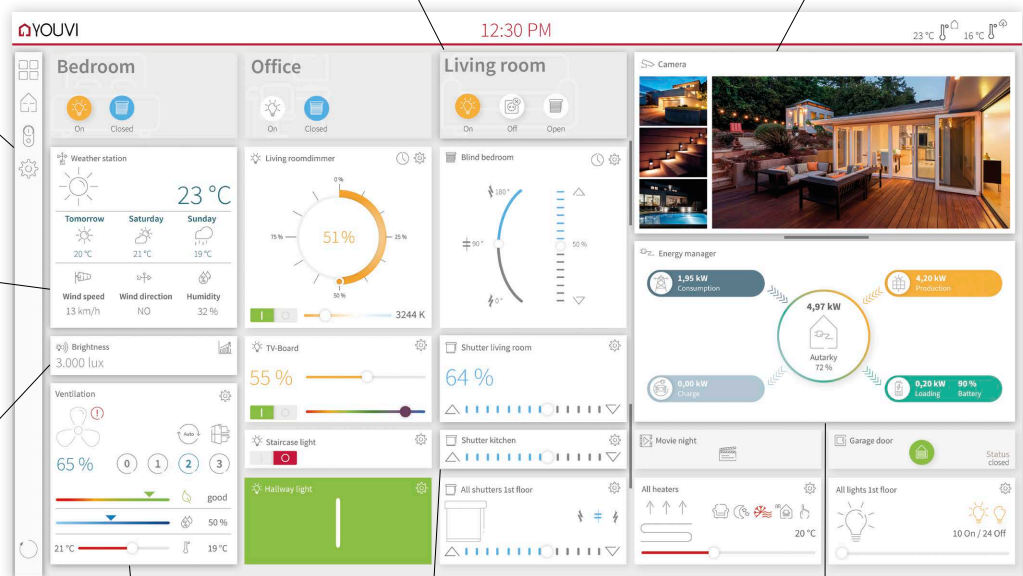 YOUVI
12:30 PM
23 °C
16 °C
Bedroom
On
Closed
Office
On
Closed
Living room
On
Off
Open
Camera
Weather station
23 °C
Tomorrow
Saturday
Sunday
20 °C
21 °C
19 °C
Wind speed
Wind direction
Humidity
13 km/h
NO
32 %
Living roomdimmer
0%
75 %
51%
25 %
50 %
I
O
3244 K
Blind bedroom
180°
90°
0°
50 %
Energy manager
1,95 kW
Consumption
4,20 kW
Production
4,97 kW
Autarky
72 %
0,00 kW
Charge
0,20 kW
90 %
Loading
Battery
Brightness
3.000 lux
TV-Board
55 %
I
O
Shutter living room
64 %
Ventilation
Auto
65 %
0
1
2
3
good
50 %
21 °C
19 °C
Staircase light
I
O
Hallway light
Shutter kitchen
All shutters 1st floor
Movie night
Garage door
Status
closed
All heaters
20 °C
All lights 1st floor
10 On / 24 Off